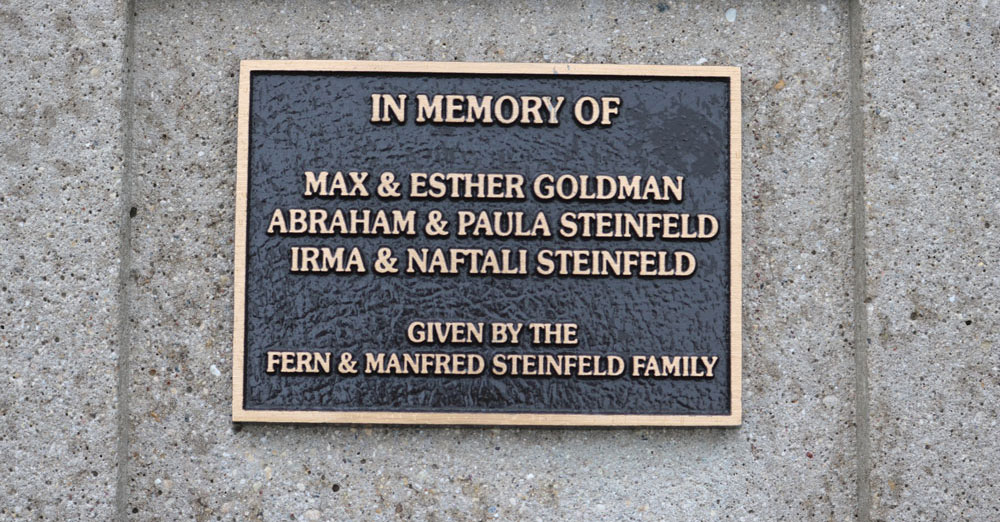 IN MEMORY OF
MAX & ESTHER GOLDMAN
ABRAHAM & PAULA STEINFELD
IRMA & NAFTALI STEINFELD
GIVEN BY THE
FERN & MANFRED STEINFELD FAMILY